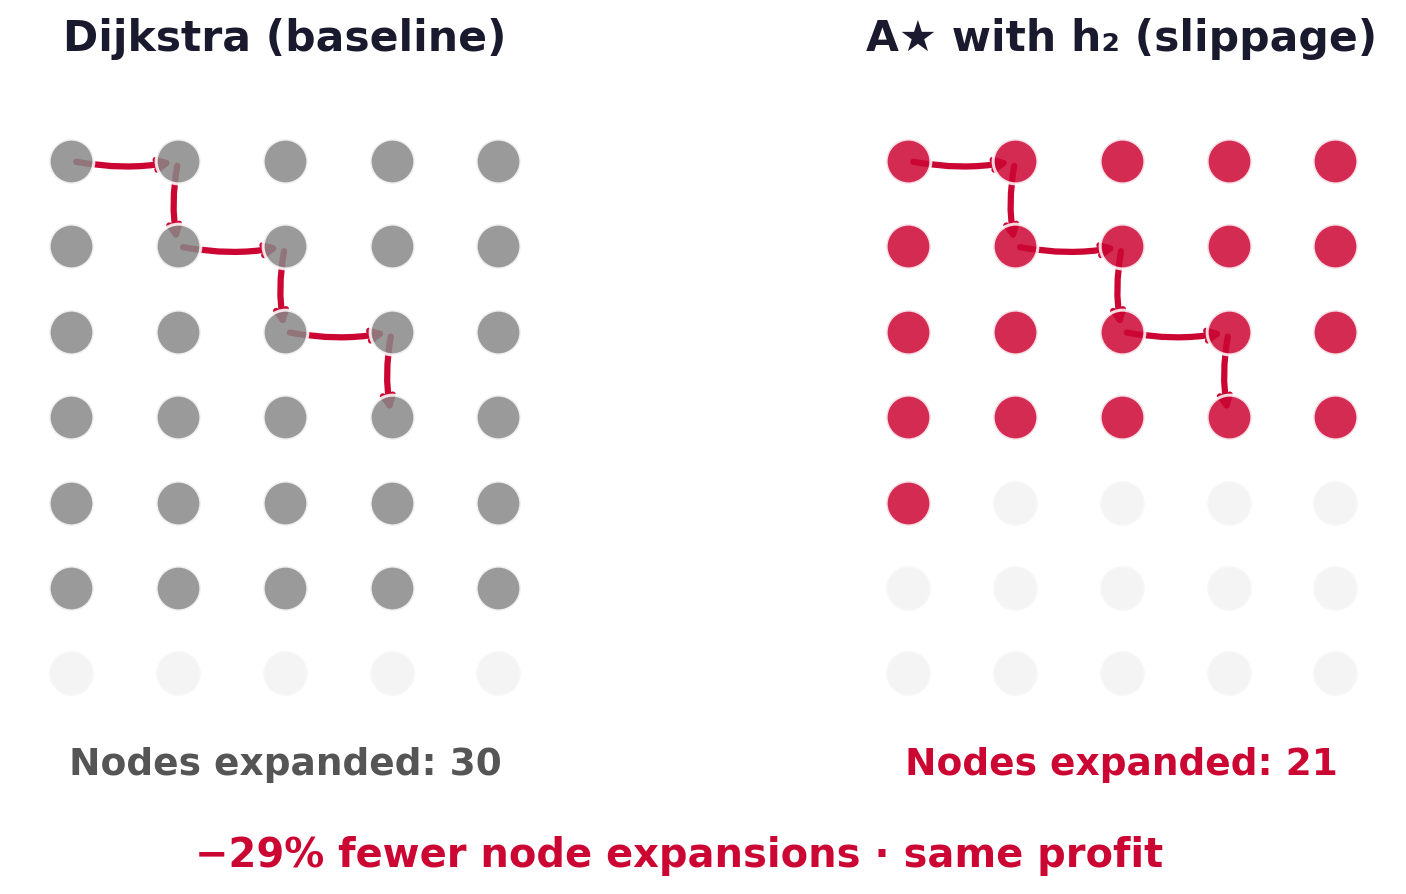 Dijkstra (baseline)
A★ with h₂ (slippage)
Nodes expanded: 30
Nodes expanded: 21
−29% fewer node expansions · same profit